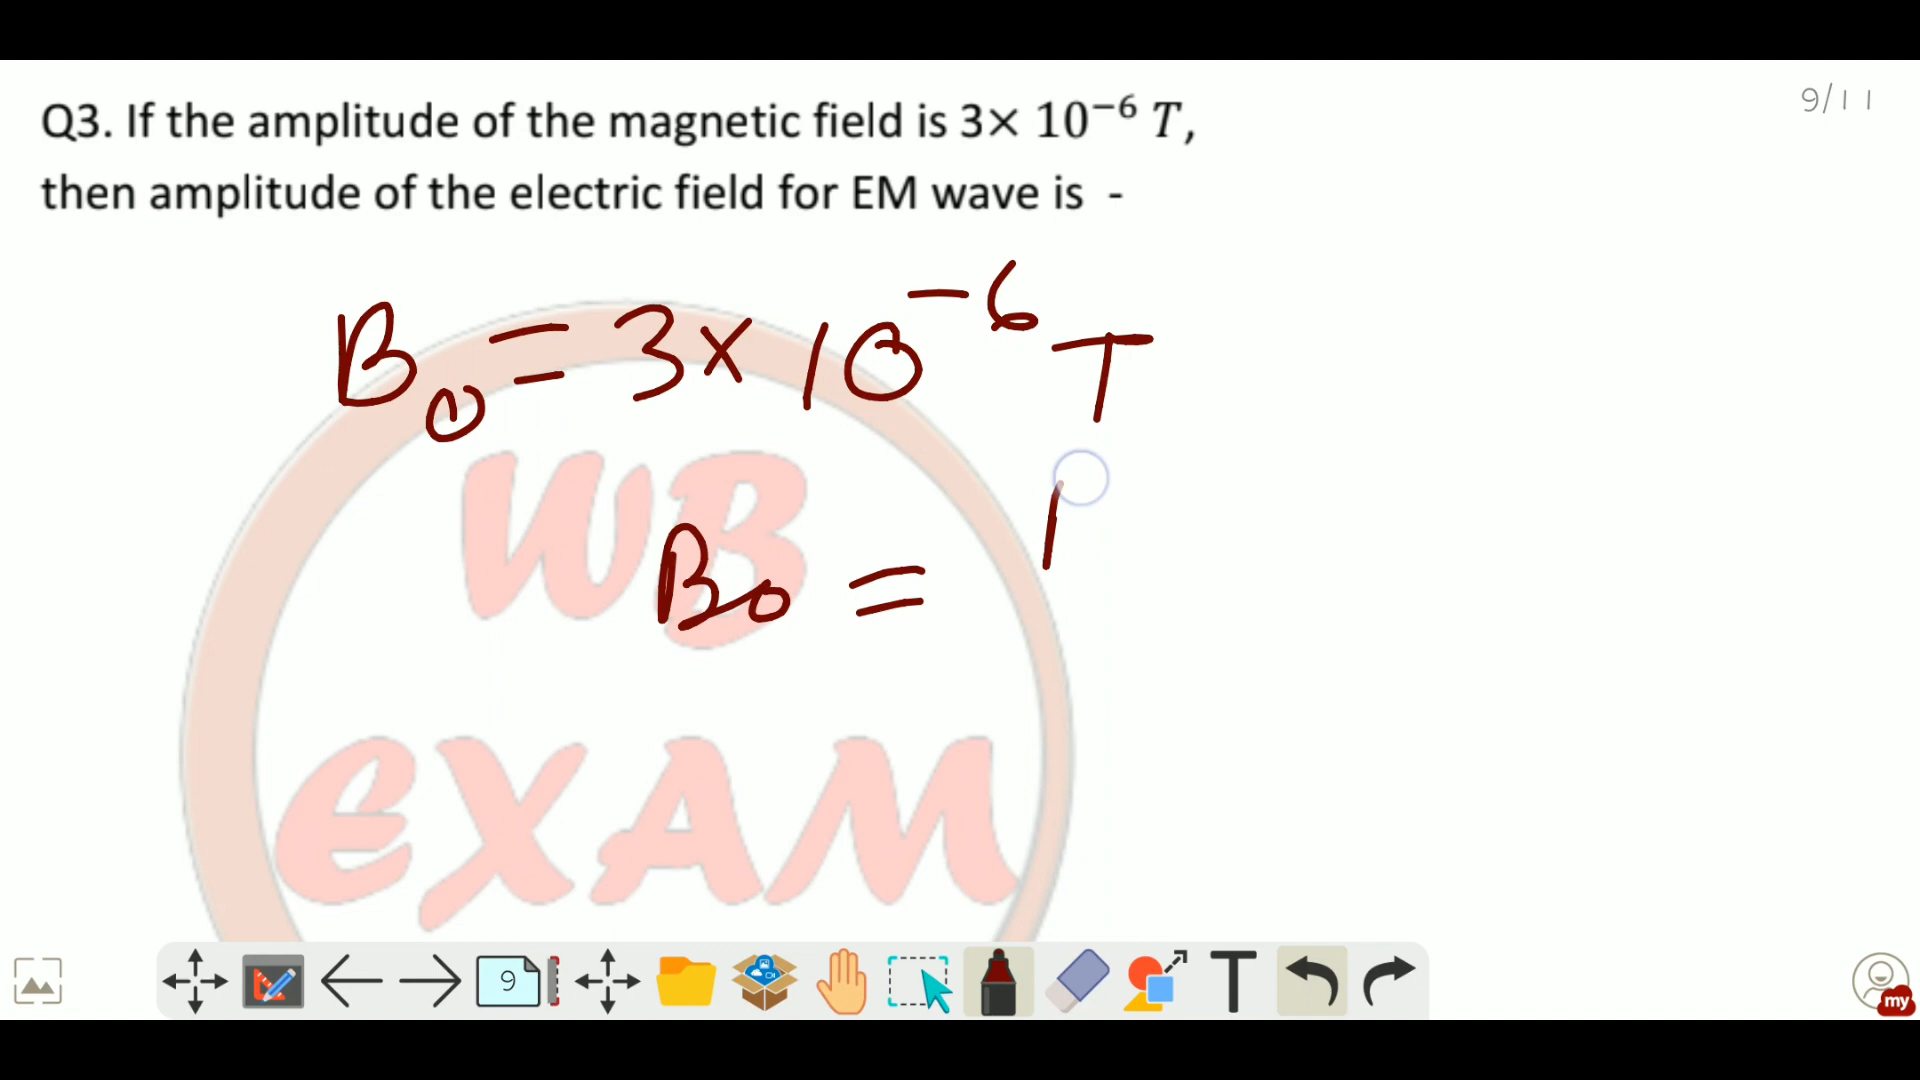 Q3. If the amplitude of the magnetic field is 3× 10⁻⁶ T,
then amplitude of the electric field for EM wave is -
9/11
B₀ = 3×10⁻⁶ T
B₀ =
WB
EXAM
9
T
my